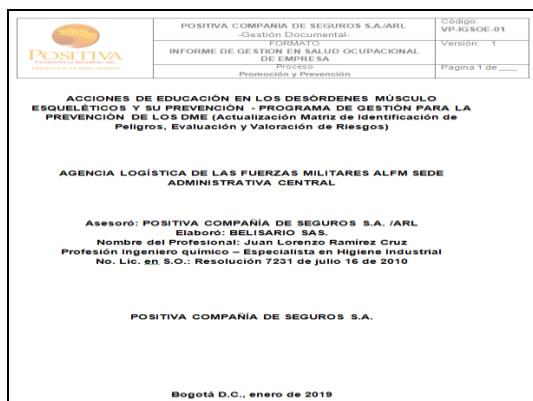 POSITIVA
COMPAÑÍA DE SEGUROS / ARL
POSITIVA COMPAÑÍA DE SEGUROS S.A./ARL
-Gestión Documental-
FORMATO
INFORME DE GESTION EN SALUD OCUPACIONAL
DE EMPRESA
Proceso
Promoción y Prevención
Código:
VP-IGSOE-01
Versión: 1
Pagina 1 de ___
ACCIONES DE EDUCACIÓN EN LOS DESÓRDENES MÚSCULO
ESQUELÉTICOS Y SU PREVENCIÓN - PROGRAMA DE GESTIÓN PARA LA
PREVENCIÓN DE LOS DME (Actualización Matriz de Identificación de
Peligros, Evaluación y Valoración de Riesgos)
AGENCIA LOGÍSTICA DE LAS FUERZAS MILITARES ALFM SEDE
ADMINISTRATIVA CENTRAL
Asesoró: POSITIVA COMPAÑÍA DE SEGUROS S.A. /ARL
Elaboró: BELISARIO SAS.
Nombre del Profesional: Juan Lorenzo Ramírez Cruz
Profesión Ingeniero químico – Especialista en Higiene Industrial
No. Lic. en S.O.: Resolución 7231 de julio 16 de 2010
POSITIVA COMPAÑÍA DE SEGUROS S.A.
Bogotá D.C., enero de 2019